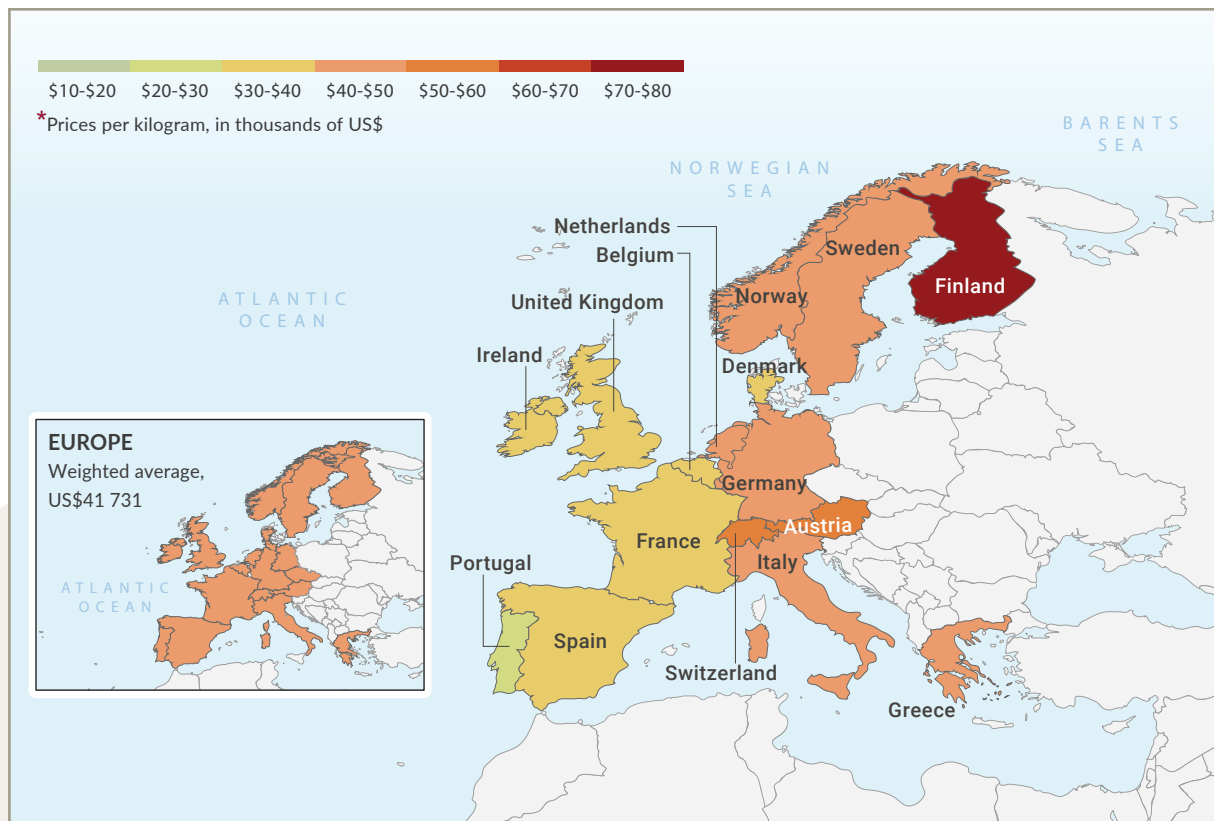 $10-$20 $20-$30 $30-$40 $40-$50 $50-$60 $60-$70 $70-$80
*Prices per kilogram, in thousands of US$
BARENTS
SEA
NORWEGIAN
SEA
Netherlands
Sweden
Belgium
Finland
ATLANTIC
OCEAN
United Kingdom
Norway
Ireland
Denmark
EUROPE
Weighted average,
US$41 731
Germany
Austria
France
Italy
Portugal
ATLANTIC
OCEAN
Spain
Switzerland
Greece